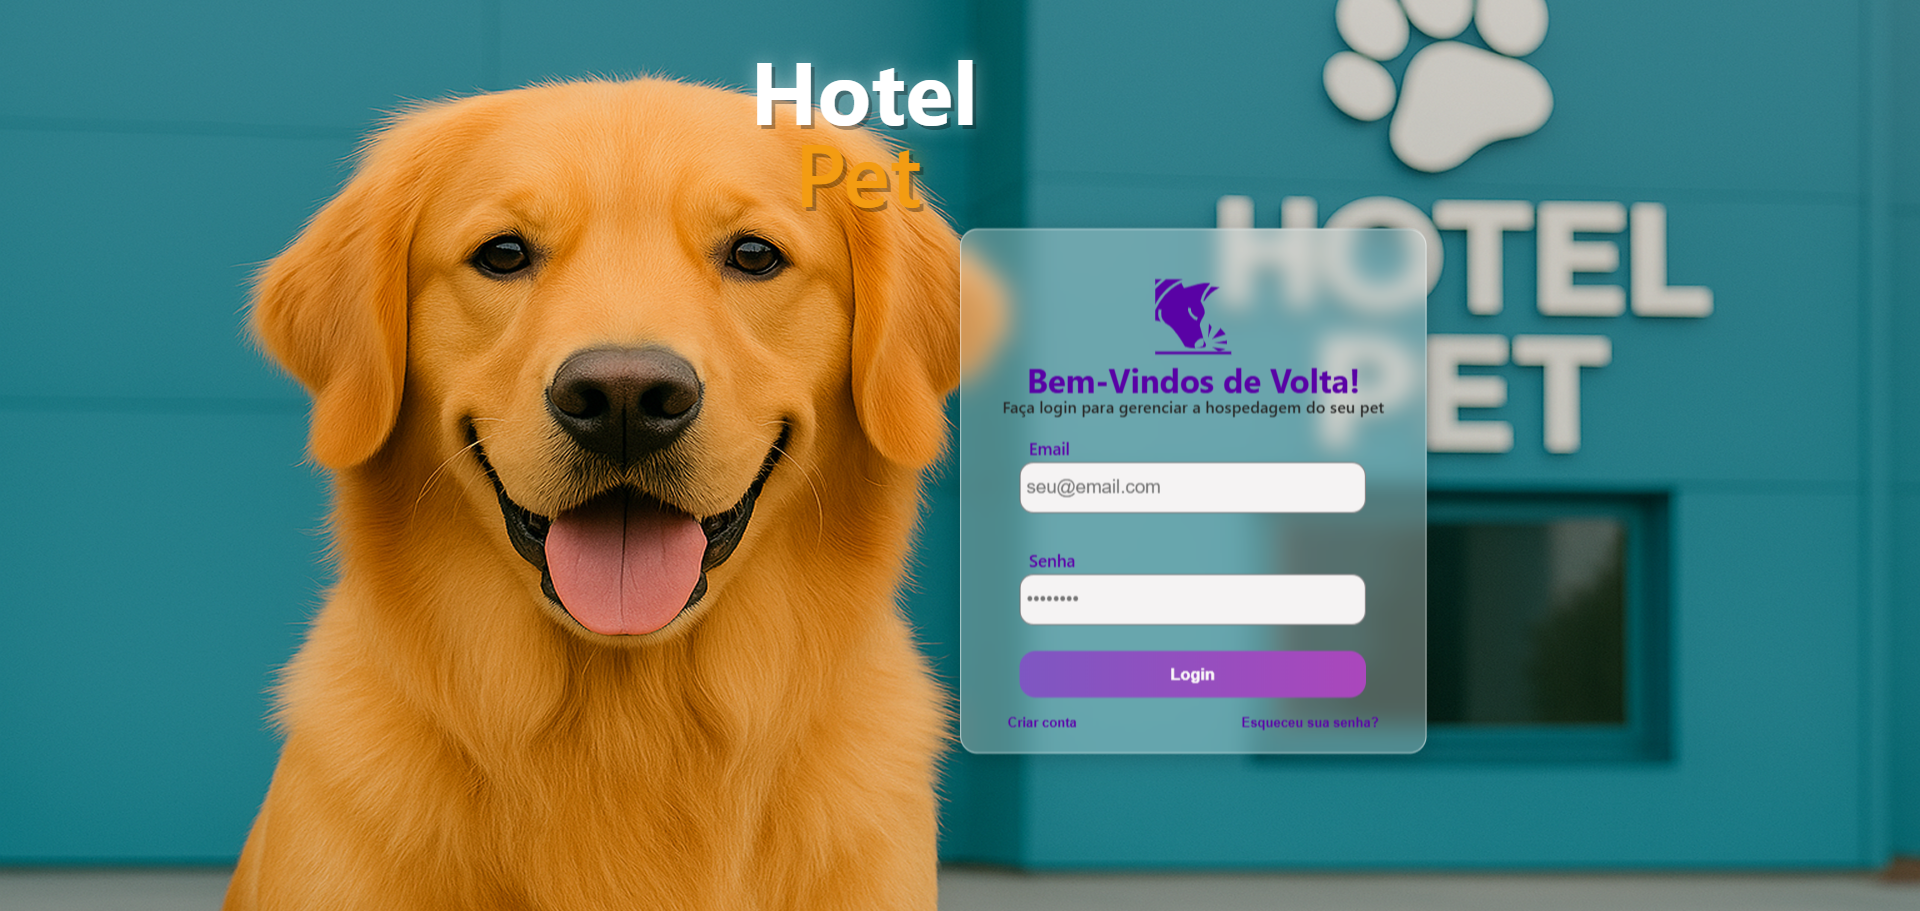 Hotel
Pet
HOTEL
PET
Bem-Vindos de Volta!
Faça login para gerenciar a hospedagem do seu pet
Email
seu@email.com
Senha
••••••••
Login
Criar conta
Esqueceu sua senha?